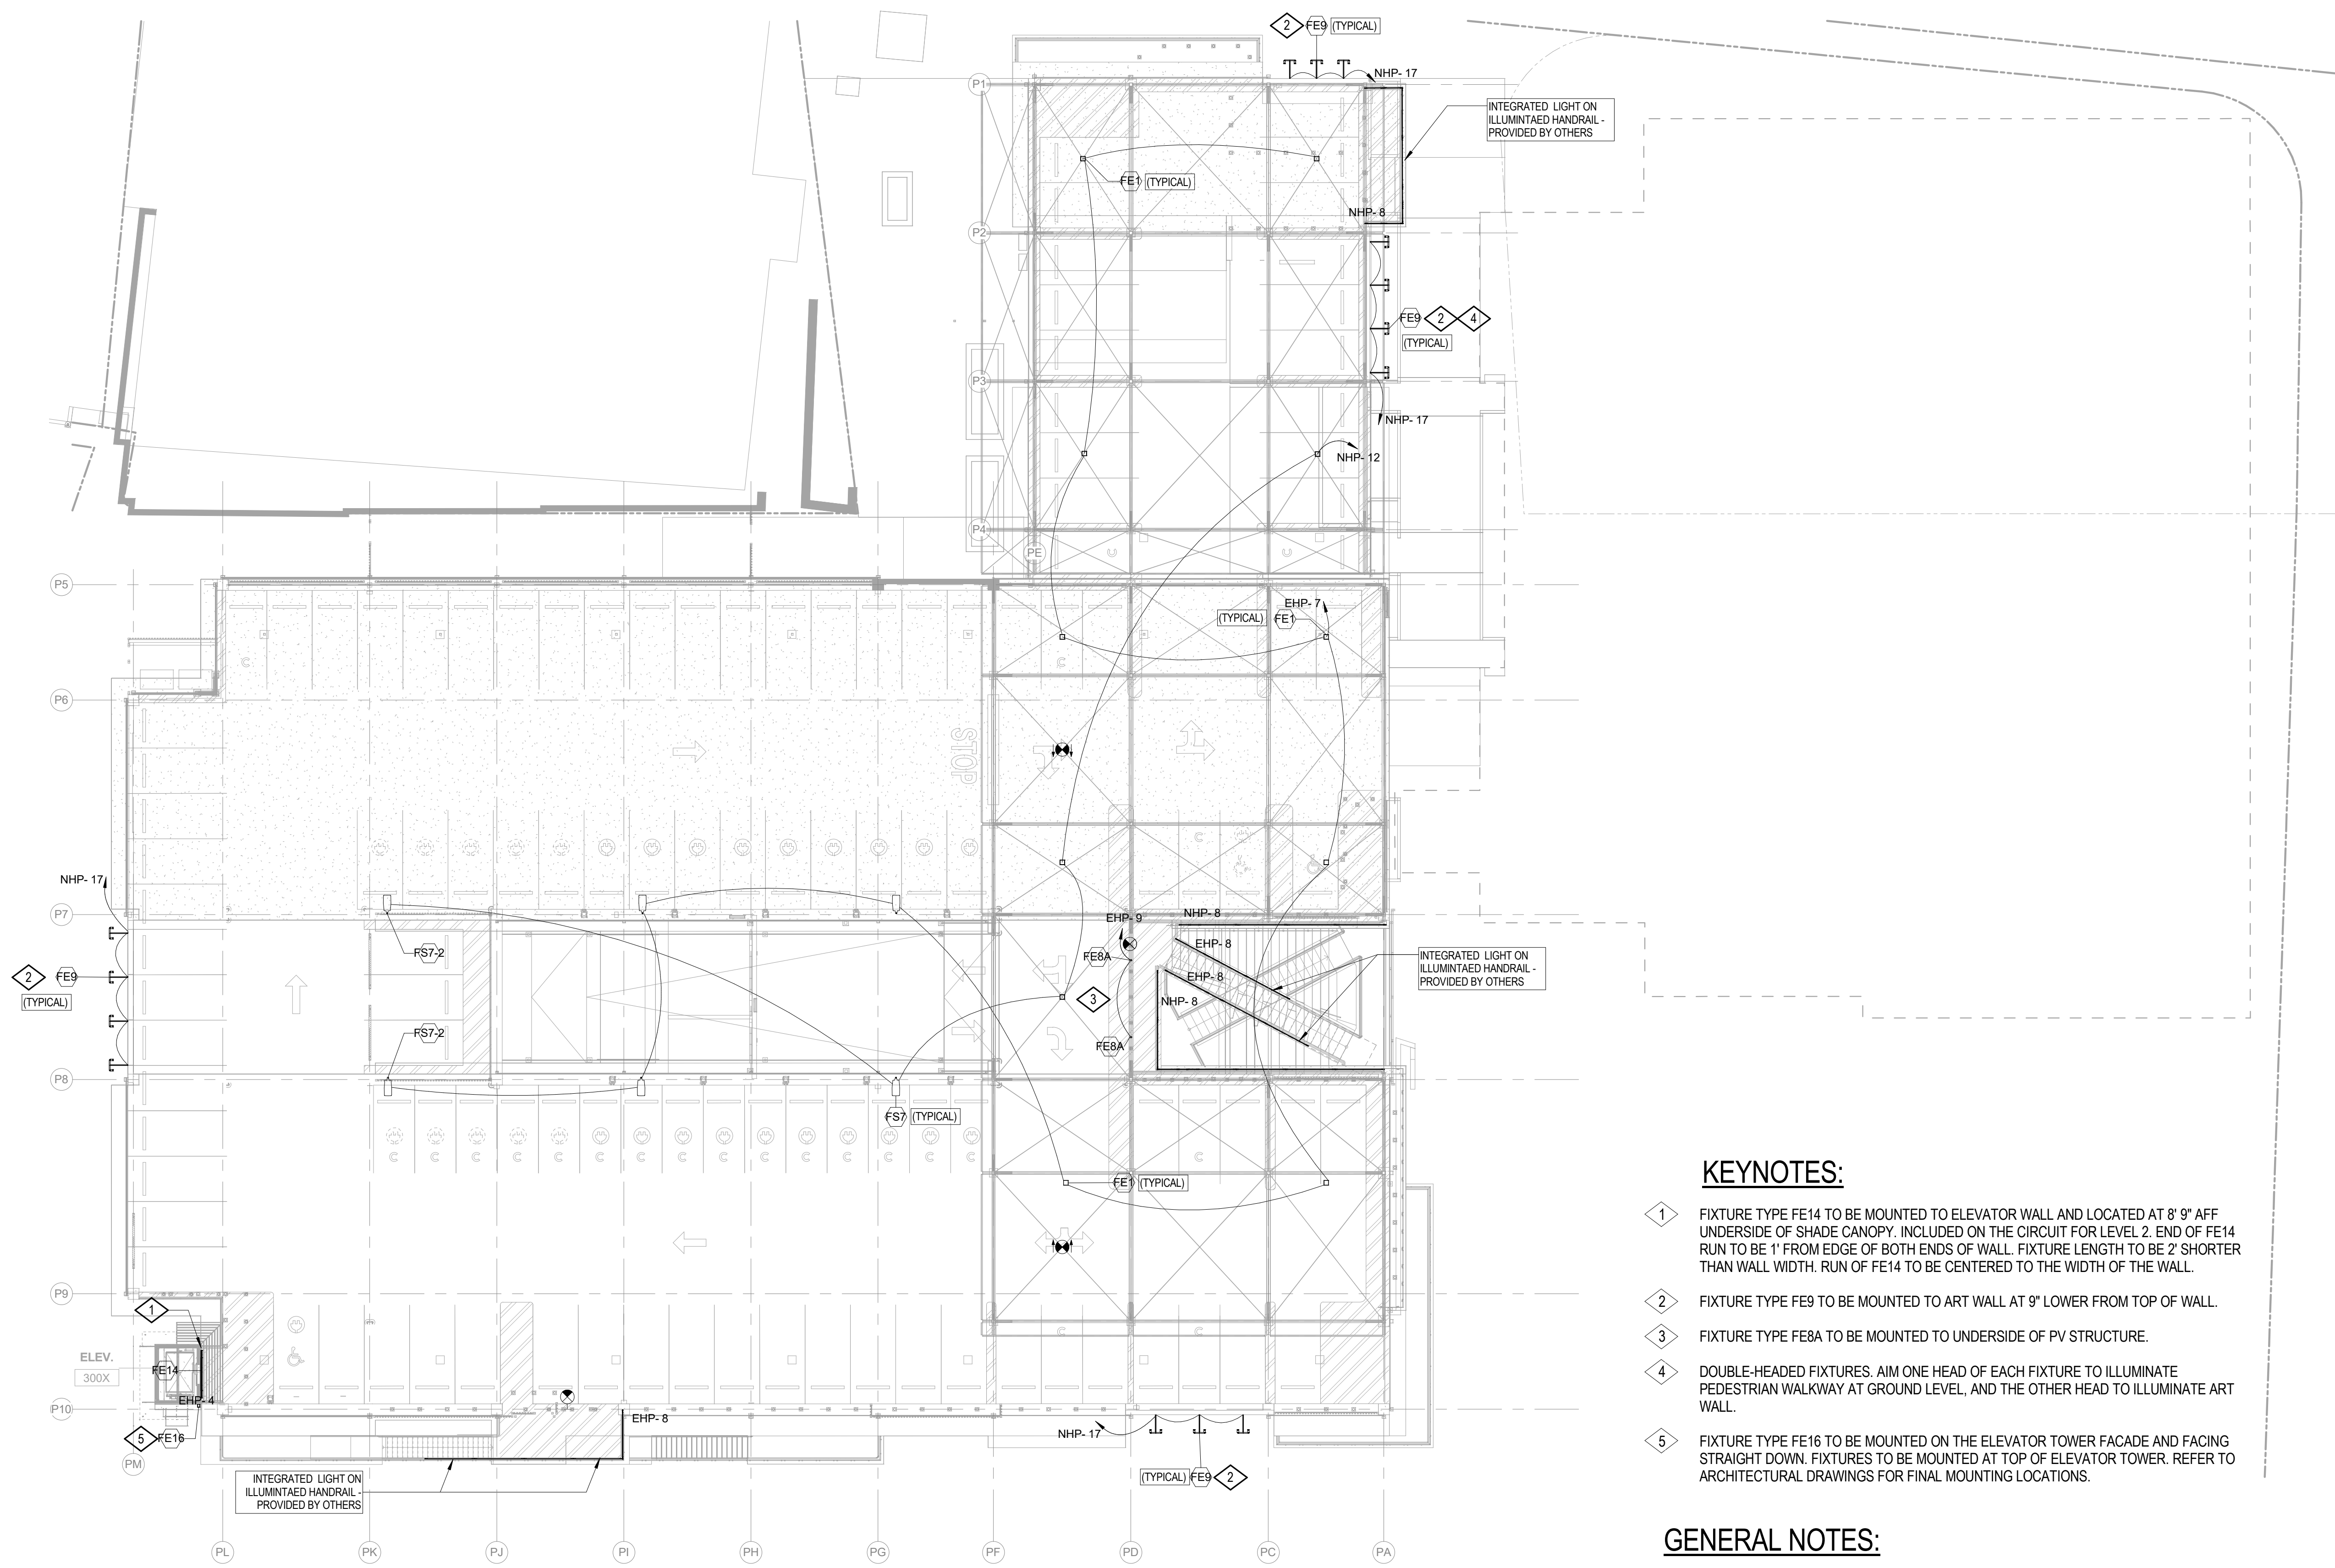 2 FE9 (TYPICAL)
NHP- 17
P1
INTEGRATED LIGHT ON
ILLUMINTAED HANDRAIL -
PROVIDED BY OTHERS
FE1 (TYPICAL)
NHP- 8
P2
FE9 2 4
(TYPICAL)
P3
NHP- 17
NHP- 12
P4
PE
P5
EHP- 7
(TYPICAL) FE1
P6
STOP
NHP- 17
P7
NHP- 8
EHP- 9
EHP- 8
FS7-2
FE8A
INTEGRATED LIGHT ON
ILLUMINTAED HANDRAIL -
PROVIDED BY OTHERS
2 FE9
(TYPICAL)
EHP- 8
3
NHP- 8
FS7-2
FE8A
P8
FS7 (TYPICAL)
FE1 (TYPICAL)
P9
1
ELEV.
300X
FE14
EHP- 4
P10
EHP- 8
5 FE16
NHP- 17
PM
(TYPICAL) FE9 2
INTEGRATED LIGHT ON
ILLUMINTAED HANDRAIL -
PROVIDED BY OTHERS
PL PK PJ PI PH PG PF PD PC PA
KEYNOTES:
1 FIXTURE TYPE FE14 TO BE MOUNTED TO ELEVATOR WALL AND LOCATED AT 8' 9" AFF
UNDERSIDE OF SHADE CANOPY. INCLUDED ON THE CIRCUIT FOR LEVEL 2. END OF FE14
RUN TO BE 1' FROM EDGE OF BOTH ENDS OF WALL. FIXTURE LENGTH TO BE 2' SHORTER
THAN WALL WIDTH. RUN OF FE14 TO BE CENTERED TO THE WIDTH OF THE WALL.
2 FIXTURE TYPE FE9 TO BE MOUNTED TO ART WALL AT 9" LOWER FROM TOP OF WALL.
3 FIXTURE TYPE FE8A TO BE MOUNTED TO UNDERSIDE OF PV STRUCTURE.
4 DOUBLE-HEADED FIXTURES. AIM ONE HEAD OF EACH FIXTURE TO ILLUMINATE
PEDESTRIAN WALKWAY AT GROUND LEVEL, AND THE OTHER HEAD TO ILLUMINATE ART
WALL.
5 FIXTURE TYPE FE16 TO BE MOUNTED ON THE ELEVATOR TOWER FACADE AND FACING
STRAIGHT DOWN. FIXTURES TO BE MOUNTED AT TOP OF ELEVATOR TOWER. REFER TO
ARCHITECTURAL DRAWINGS FOR FINAL MOUNTING LOCATIONS.
GENERAL NOTES: